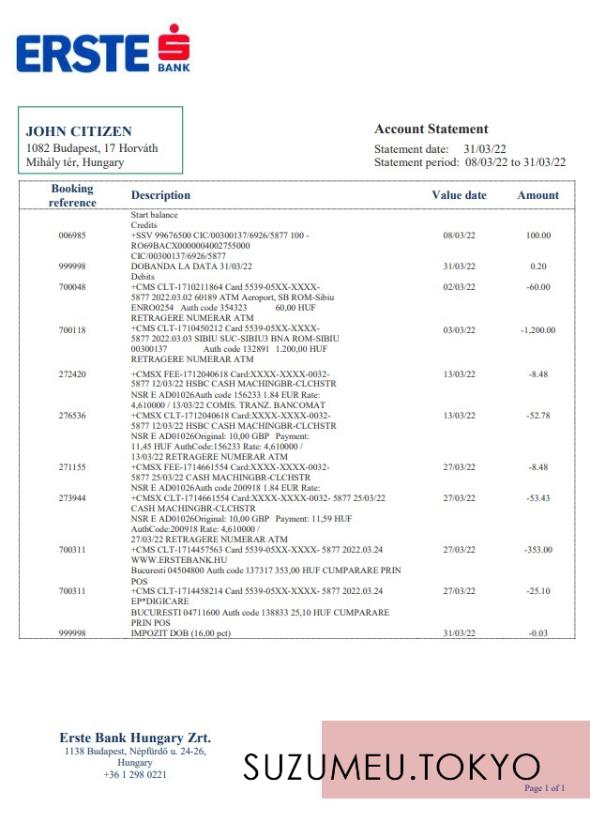 ERSTE
BANK
JOHN CITIZEN
1082 Budapest, 17 Horváth
Mihály tér, Hungary
Account Statement
Statement date: 31/03/22
Statement period: 08/03/22 to 31/03/22
Booking reference Description Value date Amount
Start balance
Credits
006985 +SSV 99676500 CIC/00300137/6926/5877 100 - 08/03/22 100.00
RO69BACX0000004002755000
CIC/00300137/6926/5877
999998 DOBANDA LA DATA 31/03/22 31/03/22 0.20
Debits
700048 +CMS CLT-1710211864 Card 5539-05XX-XXXX- 02/03/22 -60.00
5877 2022.03.02 60189 ATM Aeroport, SB ROM-Sibiu
ENRO0254 Auth code 354323 60,00 HUF
RETRAGERE NUMERAR ATM
700118 +CMS CLT-1710450212 Card 5539-05XX-XXXX- 03/03/22 -1,200.00
5877 2022.03.03 SIBIU SUC-SIBIU3 BNA ROM-SIBIU
00300137 Auth code 132891 1.200,00 HUF
RETRAGERE NUMERAR ATM
272420 +CMSX FEE-1712040618 Card:XXXX-XXXX-0032- 13/03/22 -8.48
5877 12/03/22 HSBC CASH MACHINGBR-CLCHSTR
NSR E AD01026Auth code 156233 1.84 EUR Rate:
4,610000 / 13/03/22 COMIS. TRANZ. BANCOMAT
276536 +CMSX CLT-1712040618 Card:XXXX-XXXX-0032- 13/03/22 -52.78
5877 12/03/22 HSBC CASH MACHINGBR-CLCHSTR
NSR E AD01026Original: 10,00 GBP Payment:
11,45 HUF AuthCode:156233 Rate: 4,610000 /
13/03/22 RETRAGERE NUMERAR ATM
271155 +CMSX FEE-1714661554 Card:XXXX-XXXX-0032- 27/03/22 -8.48
5877 25/03/22 CASH MACHINGBR-CLCHSTR
NSR E AD01026Auth code 200918 1.84 EUR Rate:
273944 +CMSX CLT-1714661554 Card:XXXX-XXXX-0032- 5877 25/03/22 27/03/22 -53.43
CASH MACHINGBR-CLCHSTR
NSR E AD01026Original: 10,00 GBP Payment: 11,59 HUF
AuthCode:200918 Rate: 4,610000 /
27/03/22 RETRAGERE NUMERAR ATM
700311 +CMS CLT-1714457563 Card 5539-05XX-XXXX- 5877 2022.03.24 27/03/22 -353.00
WWW.ERSTEBANK.HU
Bucuresti 04504800 Auth code 137317 353,00 HUF CUMPARARE PRIN
POS
700311 +CMS CLT-1714458214 Card 5539-05XX-XXXX- 5877 2022.03.24 27/03/22 -25.10
EP*DIGICARE
BUCURESTI 04711600 Auth code 138833 25,10 HUF CUMPARARE
PRIN POS
999998 IMPOZIT DOB (16,00 pct) 31/03/22 -0.03
Erste Bank Hungary Zrt.
1138 Budapest, Népfürdő u. 24-26,
Hungary
+36 1 298 0221
SUZUMEU.TOKYO
Page 1 of 1